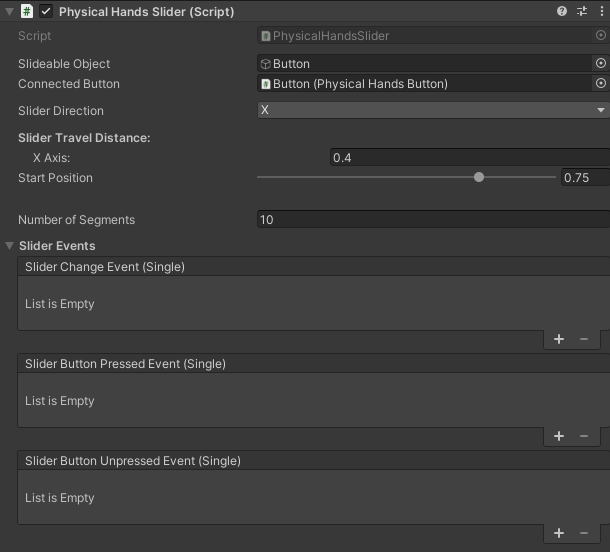 Physical Hands Slider (Script)
Script PhysicalHandsSlider
Slideable Object Button
Connected Button Button (Physical Hands Button)
Slider Direction X
Slider Travel Distance:
X Axis: 0.4
Start Position 0.75
Number of Segments 10
Slider Events
Slider Change Event (Single)
List is Empty
+ −
Slider Button Pressed Event (Single)
List is Empty
+ −
Slider Button Unpressed Event (Single)
List is Empty
+ −